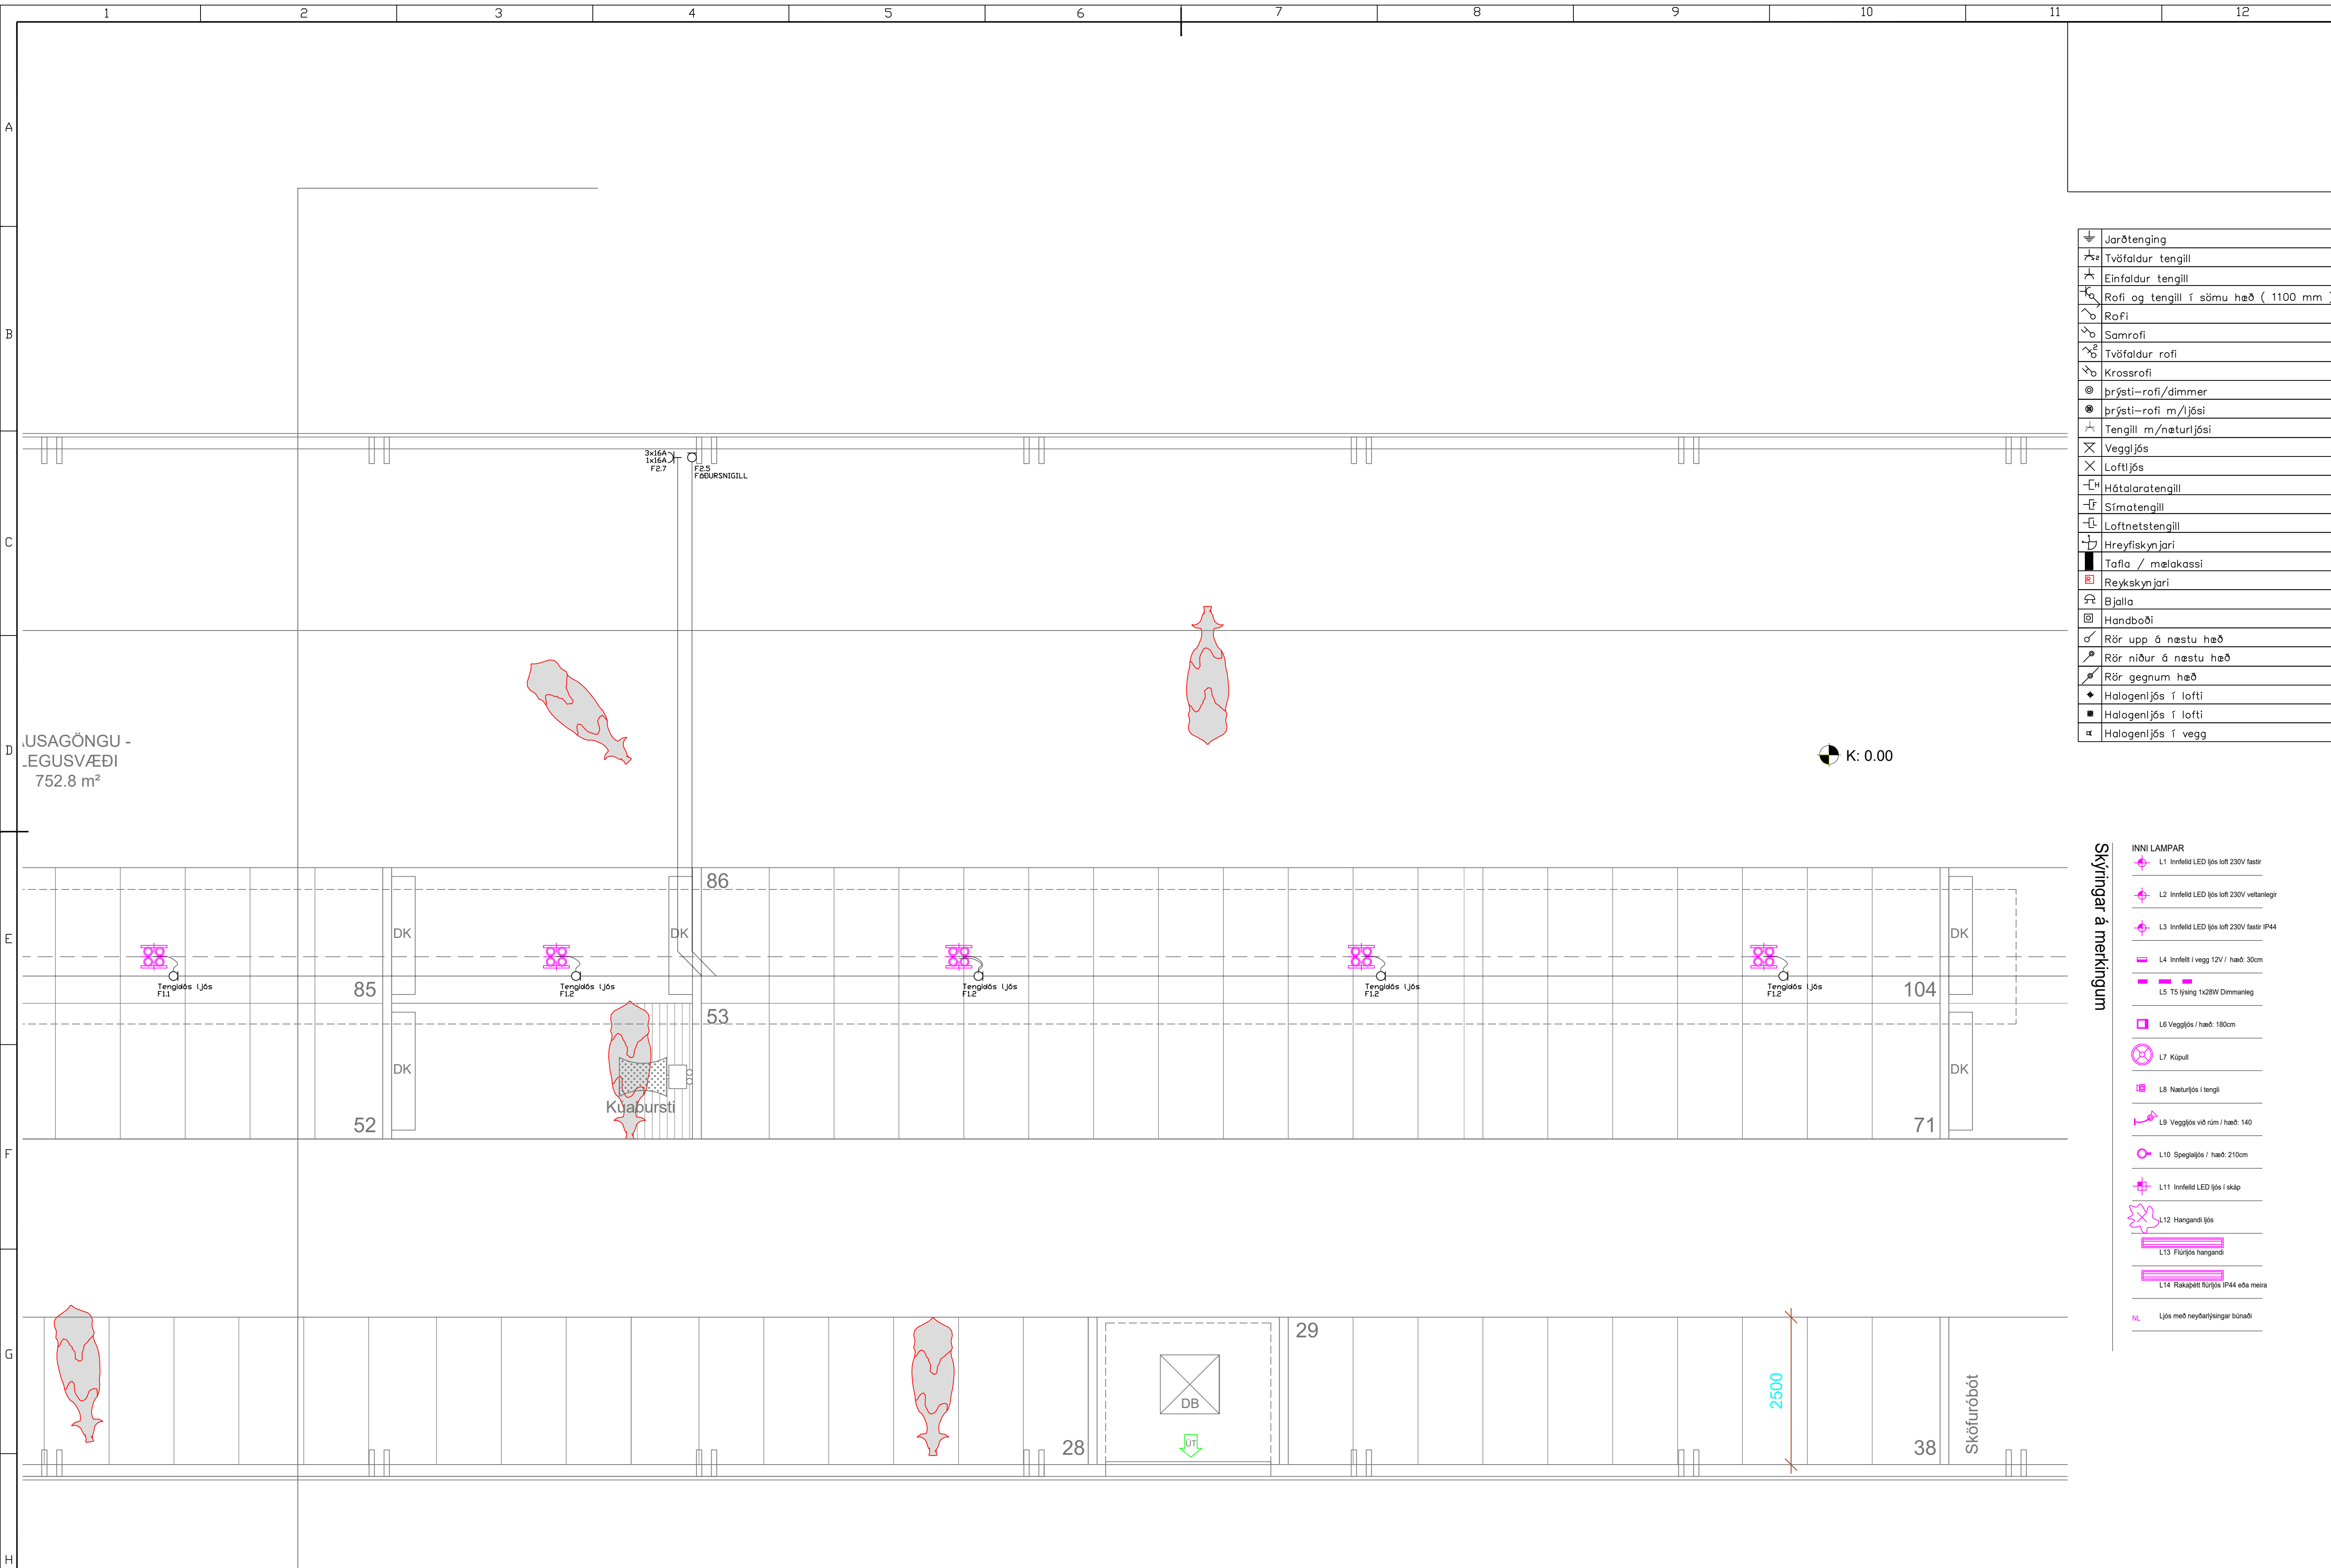 1 2 3 4 5 6 7 8 9 10 11 12
A
B
C
D
E
F
G
H
3x16A
1x16A
F2.7
F2.5
FÓÐURSNIGILL
USAGÖNGU -
EGUSVÆÐI
752.8 m²
K: 0.00
86
DK
DK
DK
Tengidós ljós
F1.1
Tengidós ljós
F1.2
Tengidós ljós
F1.2
Tengidós ljós
F1.2
Tengidós ljós
F1.2
85
104
53
DK
DK
Kúabursti
52
71
29
DB
ÚT
28
2500
38
Sköfuróbót
Jarðtenging
2 Tvöfaldur tengill
Einfaldur tengill
Rofi og tengill í sömu hæð ( 1100 mm )
Rofi
Samrofi
2 Tvöfaldur rofi
Krossrofi
Þrýsti-rofi/dimmer
Þrýsti-rofi m/ljósi
Tengill m/næturljósi
Veggljós
Loftljós
H Hátalaratengill
F Símatengill
L Loftnetstengill
Hreyfiskynjari
Tafla / mælakassi
R Reykskynjari
Bjalla
Handboði
Rör upp á næstu hæð
Rör niður á næstu hæð
Rör gegnum hæð
Halogenljós í lofti
Halogenljós í lofti
Halogenljós í vegg
Skýringar á merkingum
INNI LAMPAR
L1 Innfelld LED ljós loft 230V fastir
L2 Innfelld LED ljós loft 230V veltanlegir
L3 Innfelld LED ljós loft 230V fastir IP44
L4 Innfellt í vegg 12V / hæð: 30cm
L5 T5 lýsing 1x28W Dimmanleg
L6 Veggljós / hæð: 180cm
L7 Kúpull
L8 Næturljós í tengli
L9 Veggljós við rúm / hæð: 140
L10 Speglaljós / hæð: 210cm
L11 Innfelld LED ljós í skáp
L12 Hangandi ljós
L13 Flúrljós hangandi
L14 Rakaþétt flúrljós IP44 eða meira
NL Ljós með neyðarlýsingar búnaði